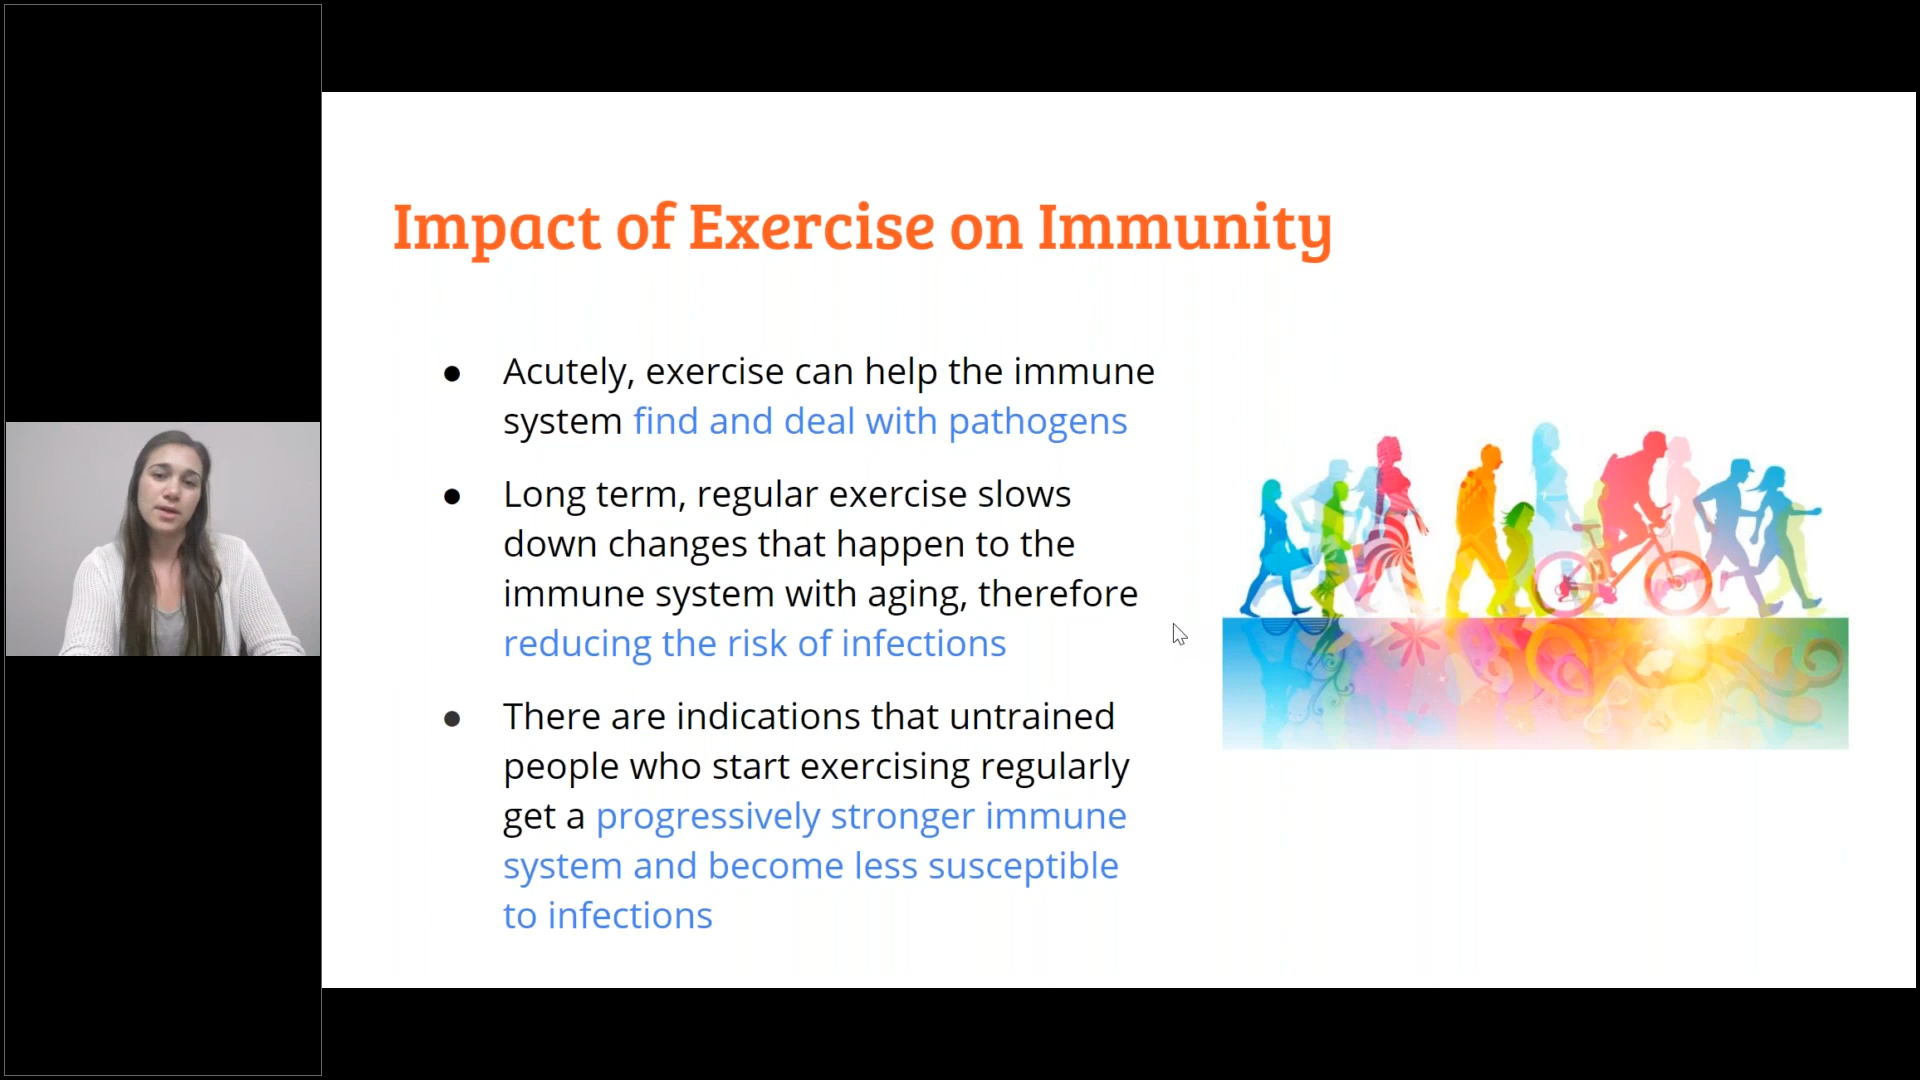 Impact of Exercise on Immunity
● Acutely, exercise can help the immune
system find and deal with pathogens
● Long term, regular exercise slows
down changes that happen to the
immune system with aging, therefore
reducing the risk of infections
● There are indications that untrained
people who start exercising regularly
get a progressively stronger immune
system and become less susceptible
to infections